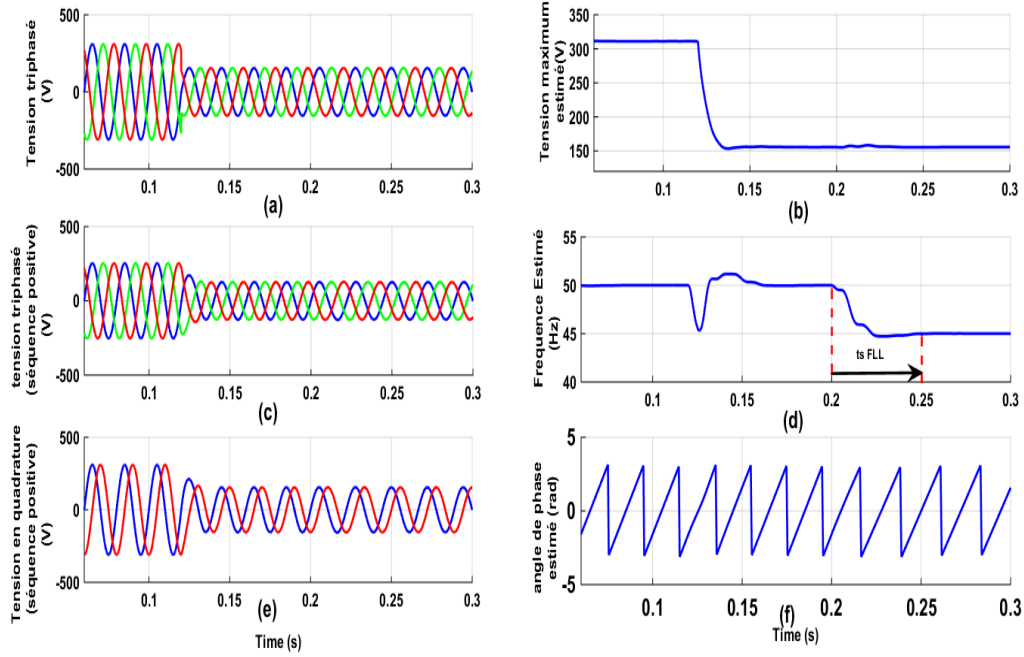 Tension triphasé
(V)
500
0
-500
0.1
0.15
0.2
0.25
0.3
(a)
Tension maximum
estimé(V)
350
300
250
200
150
0.1
0.15
0.2
0.25
0.3
(b)
tension triphasé
( séquence positive)
(V)
500
0
-500
0.1
0.15
0.2
0.25
0.3
(c)
Frequence Estimé
(Hz)
55
50
45
40
ts FLL
0.1
0.15
0.2
0.25
0.3
(d)
Tension en quadrature
(séquence positive)
(V)
500
0
-500
0.1
0.15
0.2
0.25
0.3
(e)
Time (s)
angle de phase
estimé (rad)
5
0
-5
0.1
0.15
0.2
0.25
0.3
(f)
Time (s)